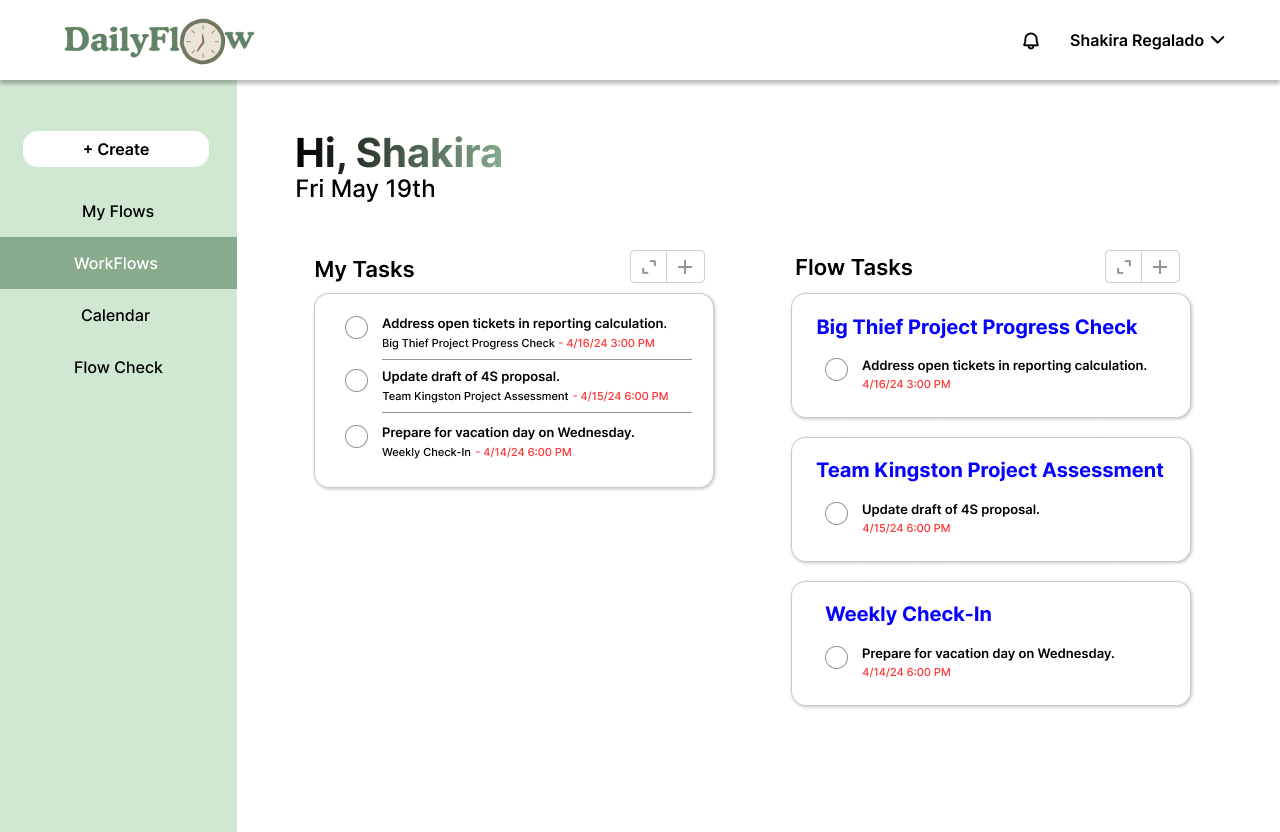 DailyFlow
Shakira Regalado
+ Create
My Flows
WorkFlows
Calendar
Flow Check
Hi, Shakira
Fri May 19th
My Tasks
Address open tickets in reporting calculation.
Big Thief Project Progress Check - 4/16/24 3:00 PM
Update draft of 4S proposal.
Team Kingston Project Assessment - 4/15/24 6:00 PM
Prepare for vacation day on Wednesday.
Weekly Check-In - 4/14/24 6:00 PM
Flow Tasks
Big Thief Project Progress Check
Address open tickets in reporting calculation.
4/16/24 3:00 PM
Team Kingston Project Assessment
Update draft of 4S proposal.
4/15/24 6:00 PM
Weekly Check-In
Prepare for vacation day on Wednesday.
4/14/24 6:00 PM